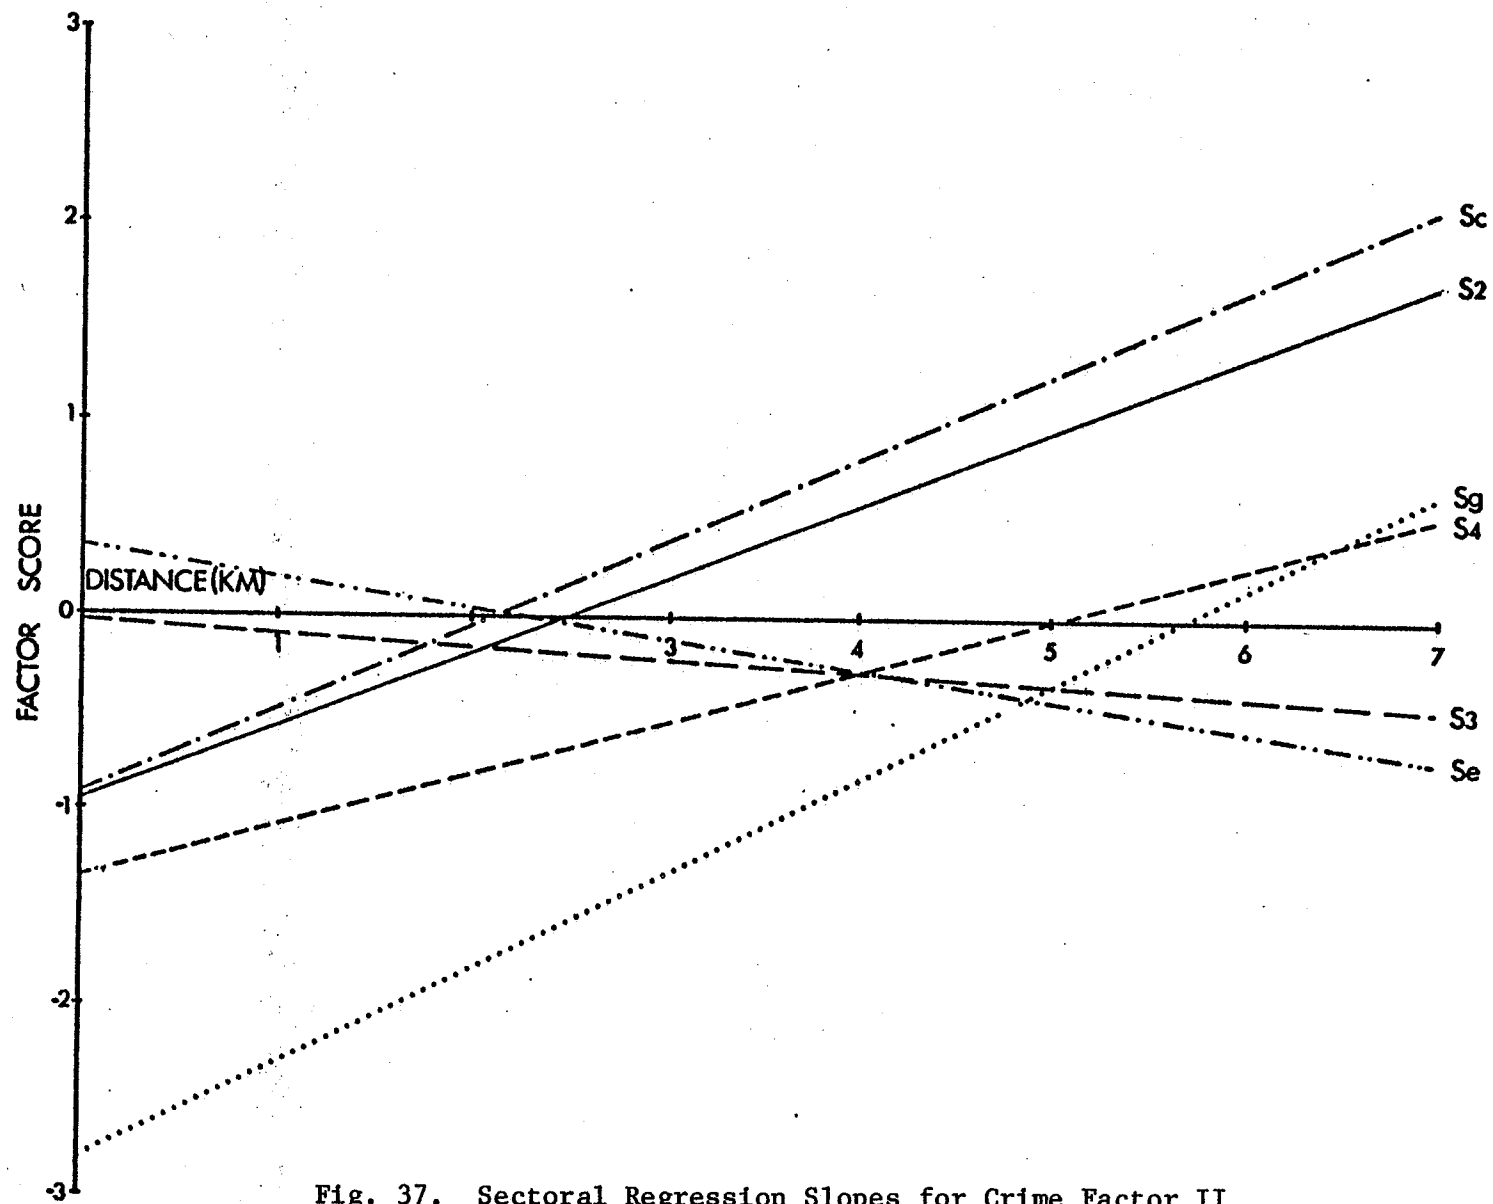 3
2
1
0
-1
-2
-3
FACTOR SCORE
DISTANCE(KM)
1
3
4
5
6
7
Sc
S2
Sg
S4
S3
Se
Fig. 37. Sectoral Regression Slopes for Crime Factor II